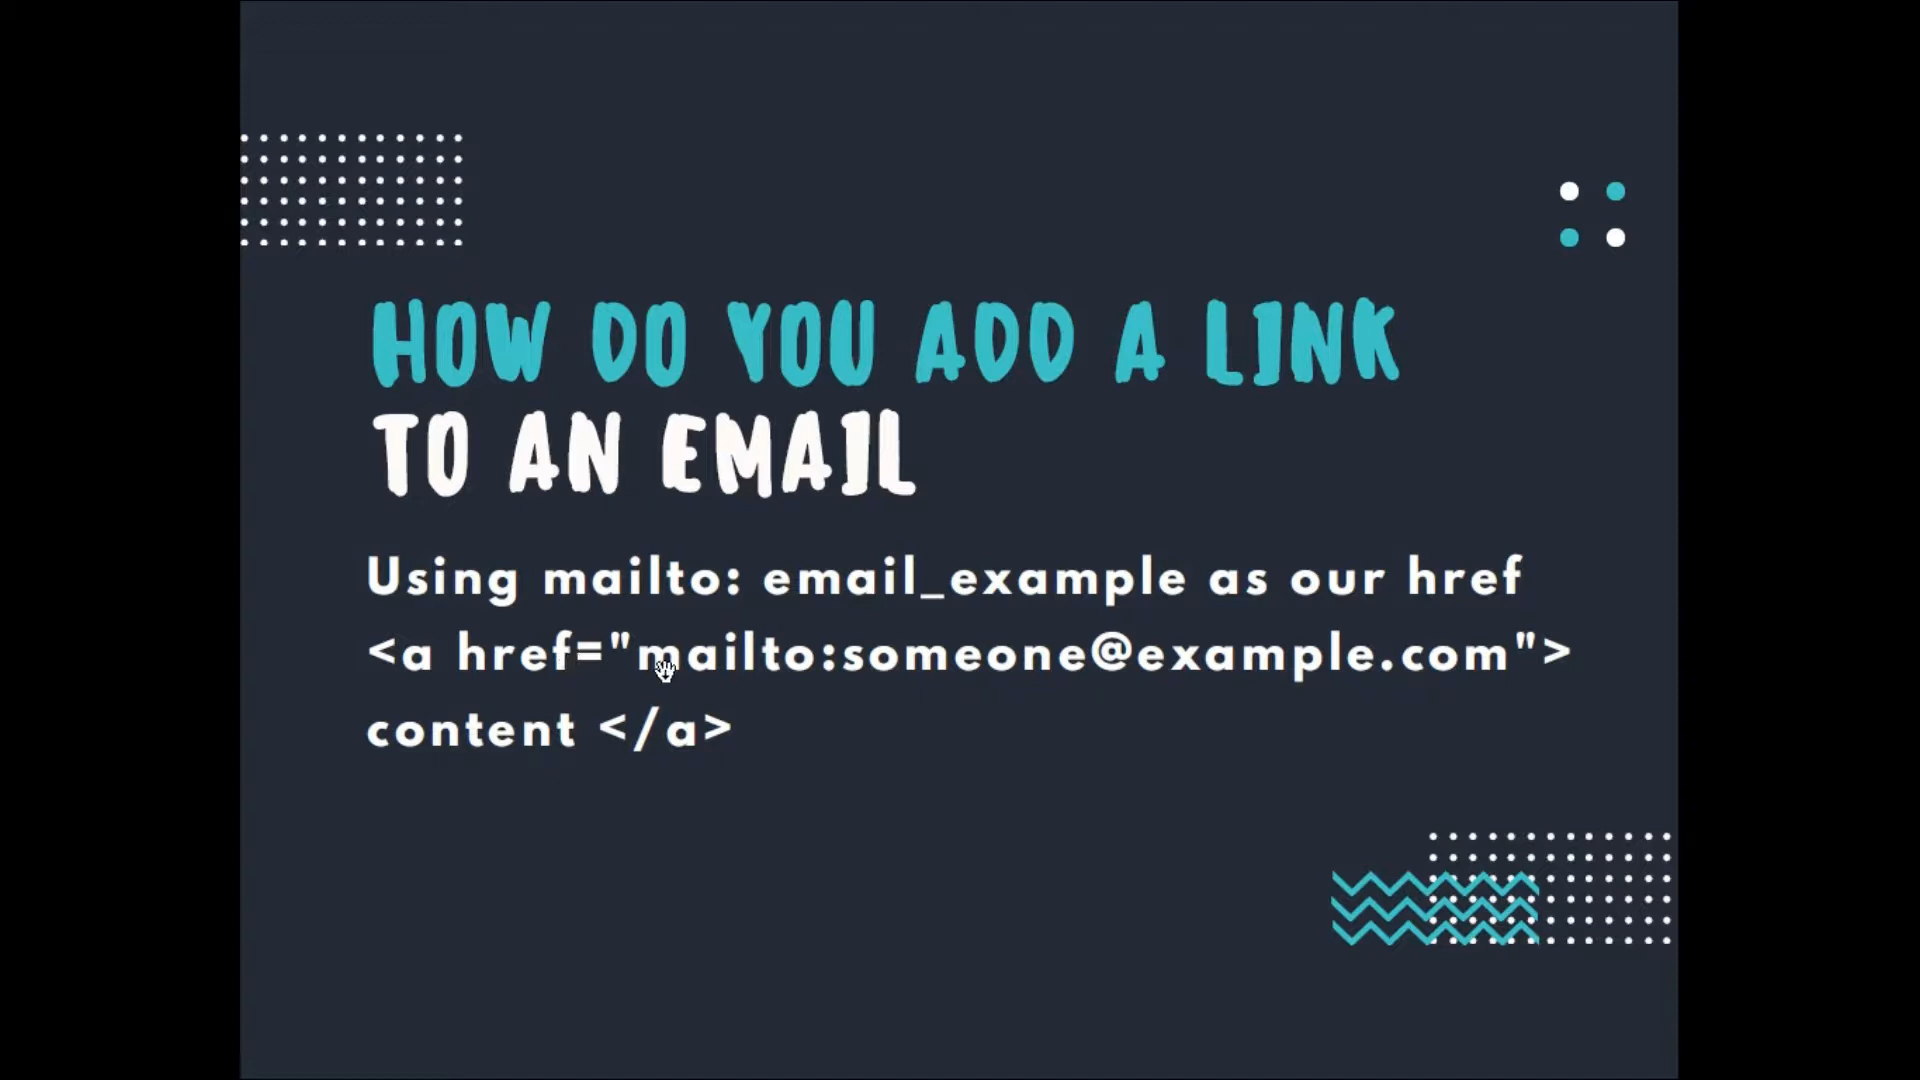 HOW DO YOU ADD A LINK
TO AN EMAIL
Using mailto: email_example as our href
<a href="mailto:someone@example.com">
content </a>